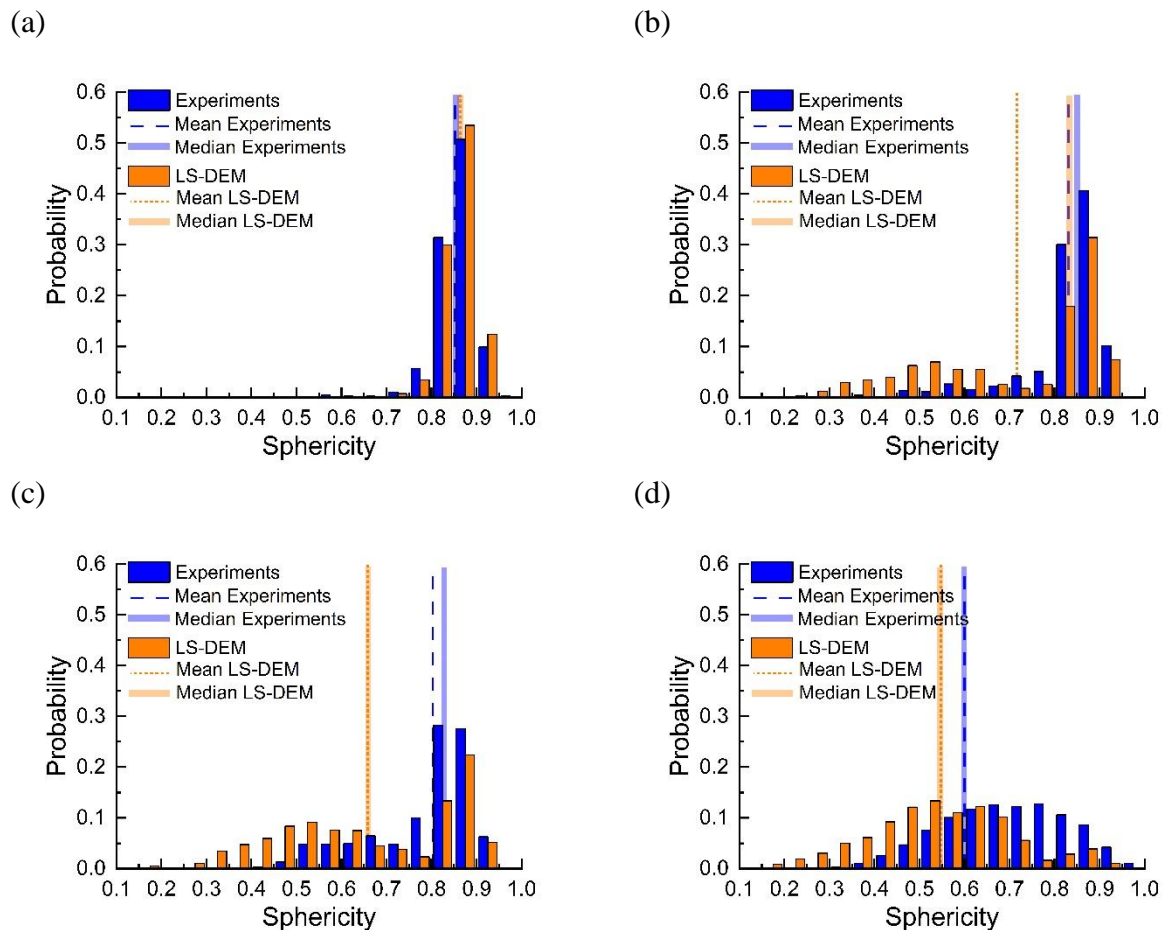 (a)
0.6
0.5
0.4
0.3
0.2
0.1
0.0
Probability
Experiments
Mean Experiments
Median Experiments
LS-DEM
Mean LS-DEM
Median LS-DEM
0.1 0.2 0.3 0.4 0.5 0.6 0.7 0.8 0.9 1.0
Sphericity
(b)
0.6
0.5
0.4
0.3
0.2
0.1
0.0
Probability
Experiments
Mean Experiments
Median Experiments
LS-DEM
Mean LS-DEM
Median LS-DEM
0.1 0.2 0.3 0.4 0.5 0.6 0.7 0.8 0.9 1.0
Sphericity
(c)
0.6
0.5
0.4
0.3
0.2
0.1
0.0
Probability
Experiments
Mean Experiments
Median Experiments
LS-DEM
Mean LS-DEM
Median LS-DEM
0.1 0.2 0.3 0.4 0.5 0.6 0.7 0.8 0.9 1.0
Sphericity
(d)
0.6
0.5
0.4
0.3
0.2
0.1
0.0
Probability
Experiments
Mean Experiments
Median Experiments
LS-DEM
Mean LS-DEM
Median LS-DEM
0.1 0.2 0.3 0.4 0.5 0.6 0.7 0.8 0.9 1.0
Sphericity